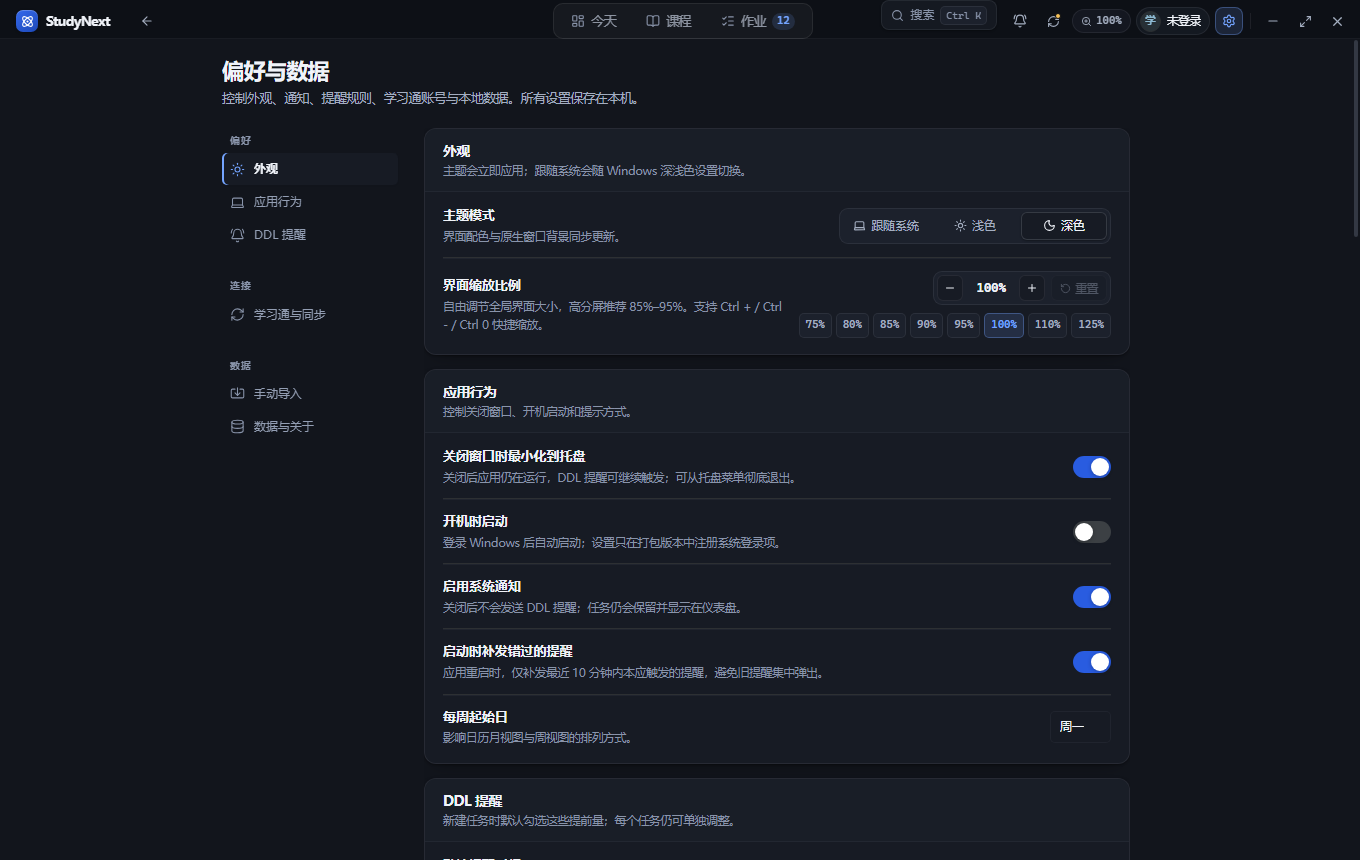 StudyNext
今天
课程
作业 12
搜索 Ctrl K
100%
学 未登录
偏好与数据
控制外观、通知、提醒规则、学习通账号与本地数据。所有设置保存在本机。
偏好
外观
应用行为
DDL 提醒
连接
学习通与同步
数据
手动导入
数据与关于
外观
主题会立即应用；跟随系统会随 Windows 深浅色设置切换。
主题模式
界面配色与原生窗口背景同步更新。
跟随系统 浅色 深色
界面缩放比例
自由调节全局界面大小，高分屏推荐 85%–95%。支持 Ctrl + / Ctrl
- / Ctrl 0 快捷缩放。
− 100% + 重置
75% 80% 85% 90% 95% 100% 110% 125%
应用行为
控制关闭窗口、开机启动和提示方式。
关闭窗口时最小化到托盘
关闭后应用仍在运行，DDL 提醒可继续触发；可从托盘菜单彻底退出。
开机时启动
登录 Windows 后自动启动；设置只在打包版本中注册系统登录项。
启用系统通知
关闭后不会发送 DDL 提醒；任务仍会保留并显示在仪表盘。
启动时补发错过的提醒
应用重启时，仅补发最近 10 分钟内本应触发的提醒，避免旧提醒集中弹出。
每周起始日
影响日历月视图与周视图的排列方式。
周一
DDL 提醒
新建任务时默认勾选这些提前量；每个任务仍可单独调整。